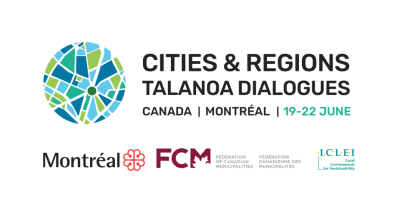 CITIES & REGIONS
TALANOA DIALOGUES
CANADA | MONTRÉAL | 19-22 JUNE
Montréal
FCM
FEDERATION
OF CANADIAN
MUNICIPALITIES
FÉDÉRATION
CANADIENNE DES
MUNICIPALITÉS
I.C.L.E.I
Local
Governments
for Sustainability